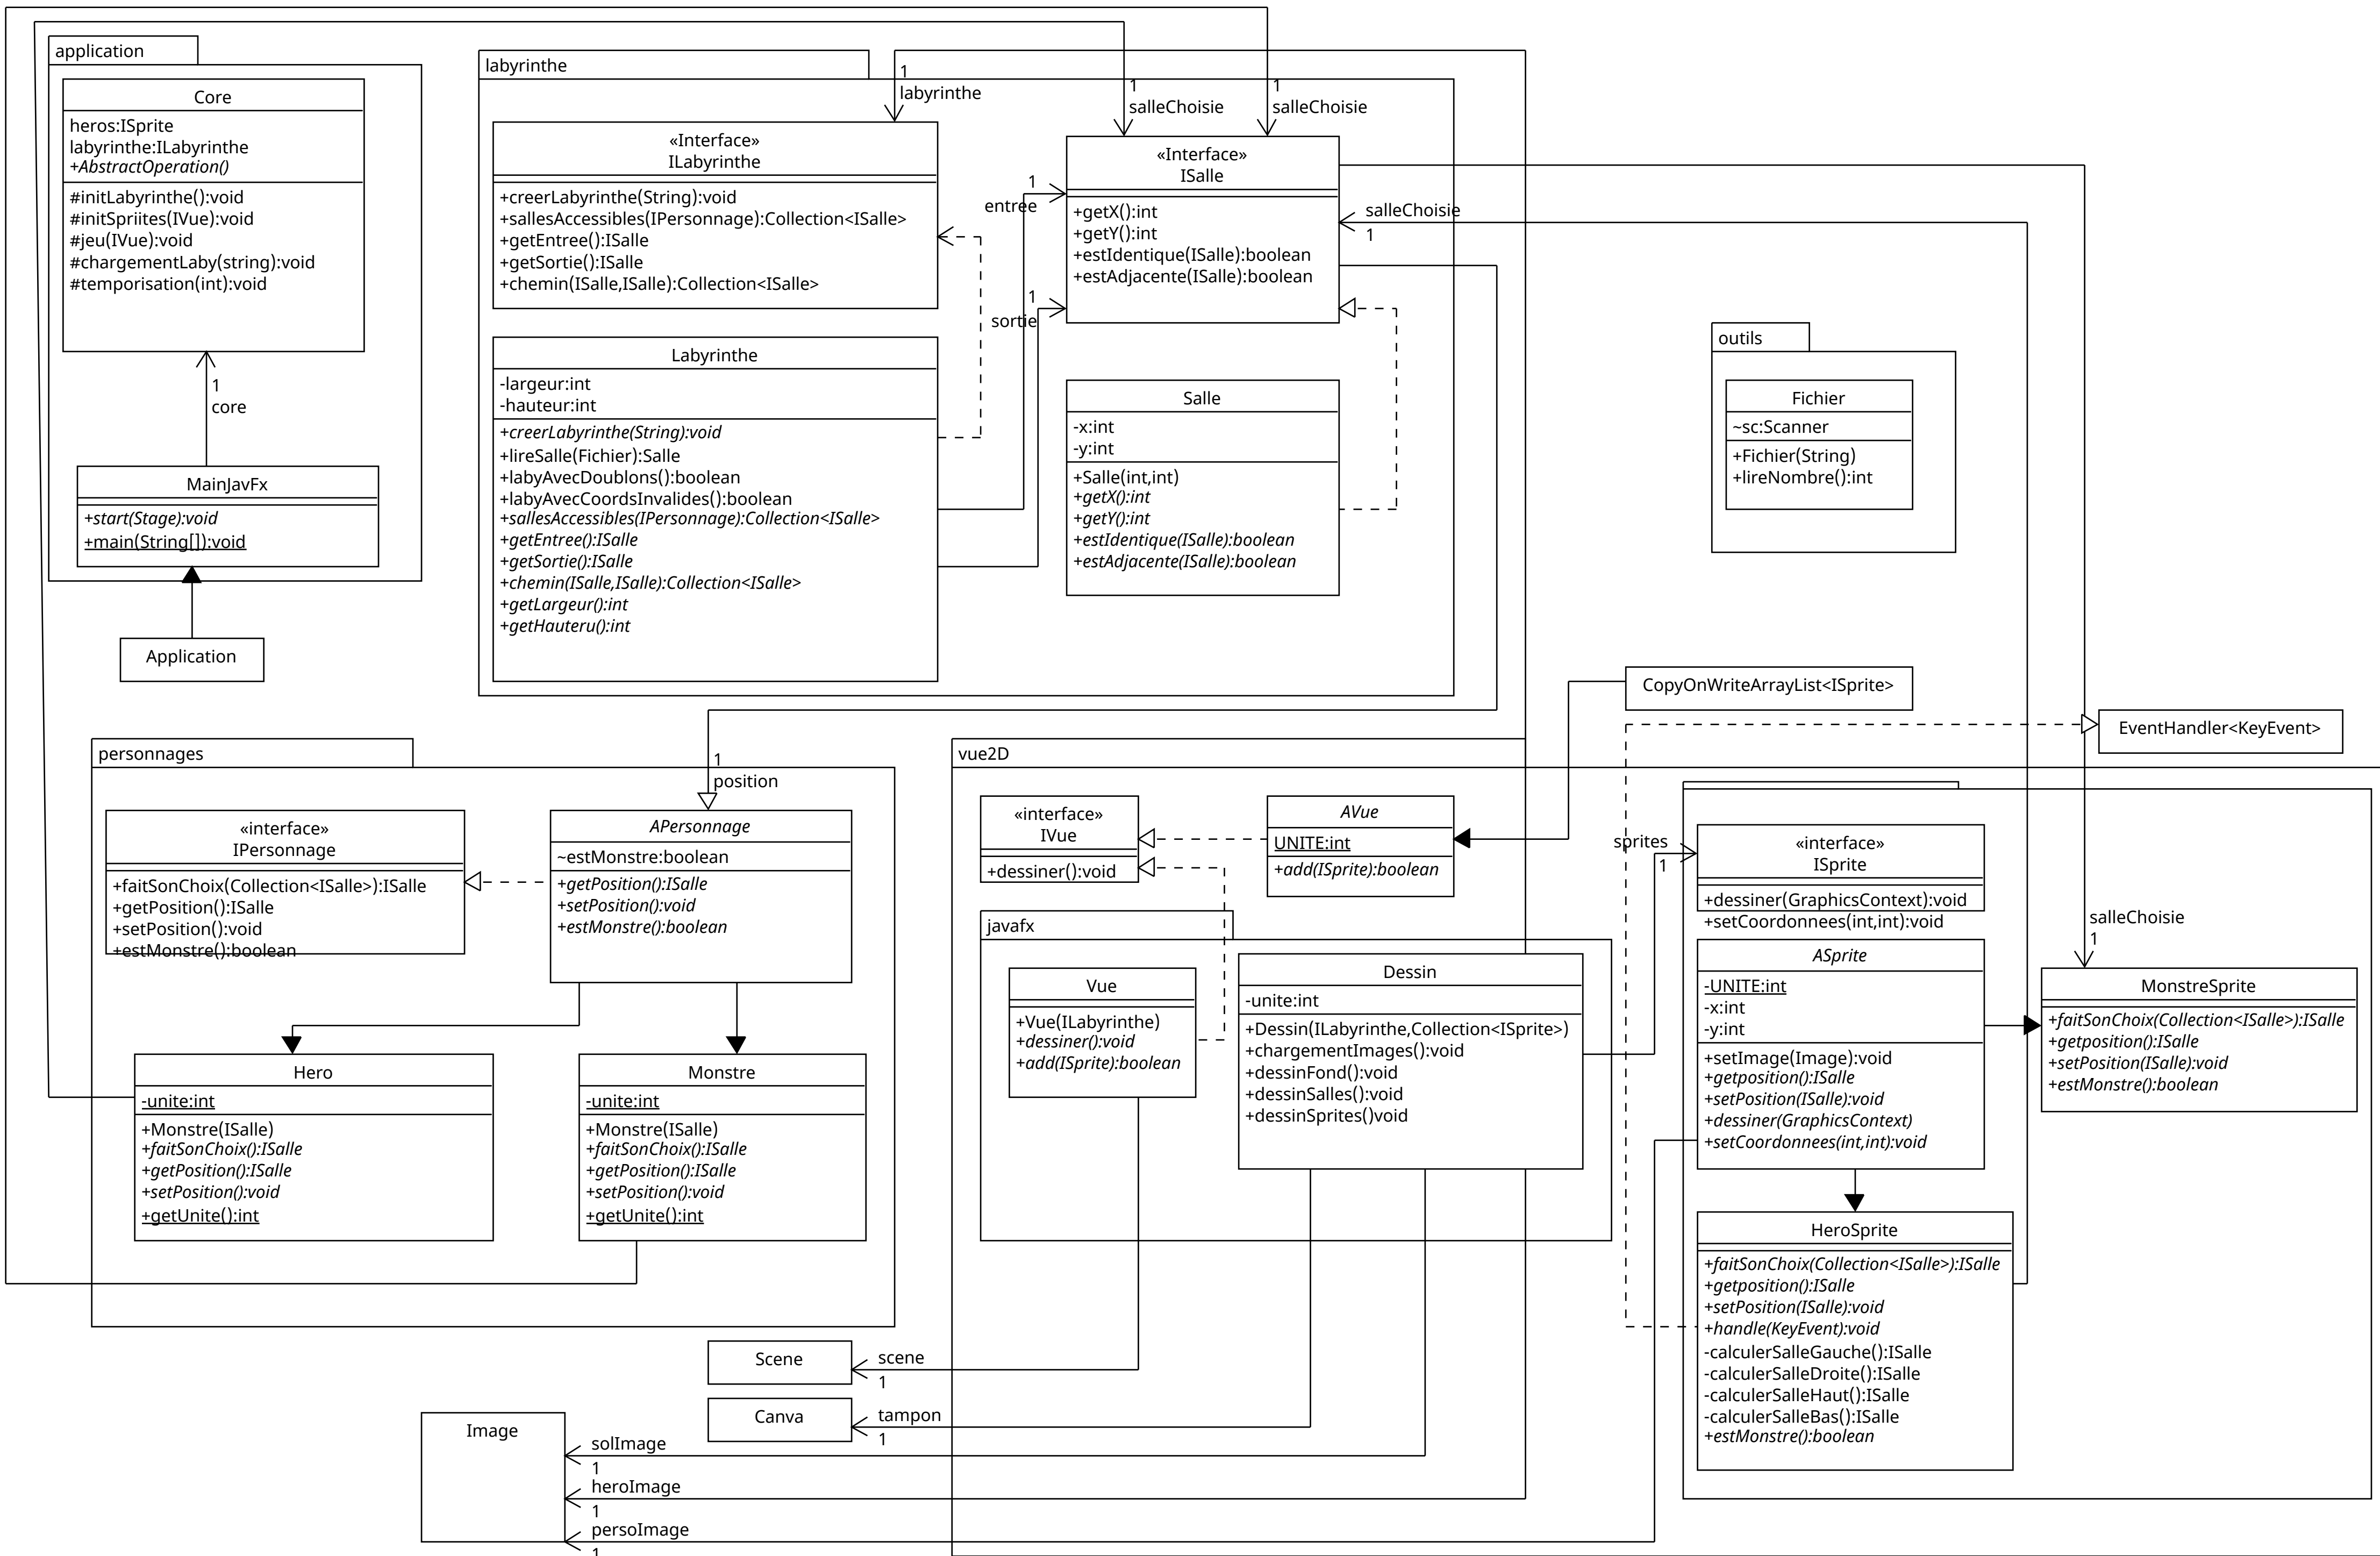 application
Core
heros:ISprite
labyrinthe:ILabyrinthe
+AbstractOperation()
#initLabyrinthe():void
#initSpriites(IVue):void
#jeu(IVue):void
#chargementLaby(string):void
#temporisation(int):void
1
core
MainJavFx
+start(Stage):void
+main(String[]):void
Application
labyrinthe
1
labyrinthe
«Interface»
ILabyrinthe
+creerLabyrinthe(String):void
+sallesAccessibles(IPersonnage):Collection<ISalle>
+getEntree():ISalle
+getSortie():ISalle
+chemin(ISalle,ISalle):Collection<ISalle>
Labyrinthe
-largeur:int
-hauteur:int
+creerLabyrinthe(String):void
+lireSalle(Fichier):Salle
+labyAvecDoublons():boolean
+labyAvecCoordsInvalides():boolean
+sallesAccessibles(IPersonnage):Collection<ISalle>
+getEntree():ISalle
+getSortie():ISalle
+chemin(ISalle,ISalle):Collection<ISalle>
+getLargeur():int
+getHauteru():int
1
entree
1
sortie
1
salleChoisie
1
salleChoisie
«Interface»
ISalle
+getX():int
+getY():int
+estIdentique(ISalle):boolean
+estAdjacente(ISalle):boolean
salleChoisie
1
Salle
-x:int
-y:int
+Salle(int,int)
+getX():int
+getY():int
+estIdentique(ISalle):boolean
+estAdjacente(ISalle):boolean
outils
Fichier
~sc:Scanner
+Fichier(String)
+lireNombre():int
CopyOnWriteArrayList<ISprite>
EventHandler<KeyEvent>
personnages
1
position
«interface»
IPersonnage
+faitSonChoix(Collection<ISalle>):ISalle
+getPosition():ISalle
+setPosition():void
+estMonstre():boolean
APersonnage
~estMonstre:boolean
+getPosition():ISalle
+setPosition():void
+estMonstre():boolean
Hero
-unite:int
+Monstre(ISalle)
+faitSonChoix():ISalle
+getPosition():ISalle
+setPosition():void
+getUnite():int
Monstre
-unite:int
+Monstre(ISalle)
+faitSonChoix():ISalle
+getPosition():ISalle
+setPosition():void
+getUnite():int
vue2D
«interface»
IVue
+dessiner():void
AVue
UNITE:int
+add(ISprite):boolean
javafx
Vue
+Vue(ILabyrinthe)
+dessiner():void
+add(ISprite):boolean
Dessin
-unite:int
+Dessin(ILabyrinthe,Collection<ISprite>)
+chargementImages():void
+dessinFond():void
+dessinSalles():void
+dessinSprites()void
sprites
1
«interface»
ISprite
+dessiner(GraphicsContext):void
+setCoordonnees(int,int):void
ASprite
-UNITE:int
-x:int
-y:int
+setImage(Image):void
+getposition():ISalle
+setPosition(ISalle):void
+dessiner(GraphicsContext)
+setCoordonnees(int,int):void
salleChoisie
1
MonstreSprite
+faitSonChoix(Collection<ISalle>):ISalle
+getposition():ISalle
+setPosition(ISalle):void
+estMonstre():boolean
HeroSprite
+faitSonChoix(Collection<ISalle>):ISalle
+getposition():ISalle
+setPosition(ISalle):void
+handle(KeyEvent):void
-calculerSalleGauche():ISalle
-calculerSalleDroite():ISalle
-calculerSalleHaut():ISalle
-calculerSalleBas():ISalle
+estMonstre():boolean
Scene
scene
1
Canva
tampon
1
Image
solImage
1
heroImage
1
persoImage
1